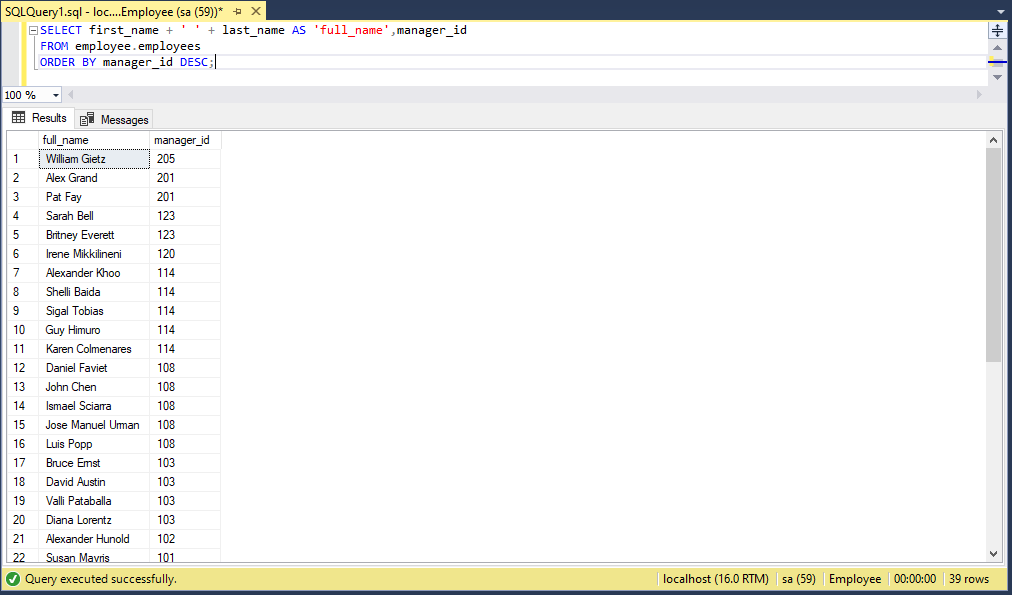 SQLQuery1.sql - loc....Employee (sa (59))*
SELECT first_name + ' ' + last_name AS 'full_name',manager_id
FROM employee.employees
ORDER BY manager_id DESC;
100 %
Results Messages
full_name manager_id
1 William Gietz 205
2 Alex Grand 201
3 Pat Fay 201
4 Sarah Bell 123
5 Britney Everett 123
6 Irene Mikkilineni 120
7 Alexander Khoo 114
8 Shelli Baida 114
9 Sigal Tobias 114
10 Guy Himuro 114
11 Karen Colmenares 114
12 Daniel Faviet 108
13 John Chen 108
14 Ismael Sciarra 108
15 Jose Manuel Urman 108
16 Luis Popp 108
17 Bruce Ernst 103
18 David Austin 103
19 Valli Pataballa 103
20 Diana Lorentz 103
21 Alexander Hunold 102
22 Susan Mavris 101
Query executed successfully. localhost (16.0 RTM) sa (59) Employee 00:00:00 39 rows